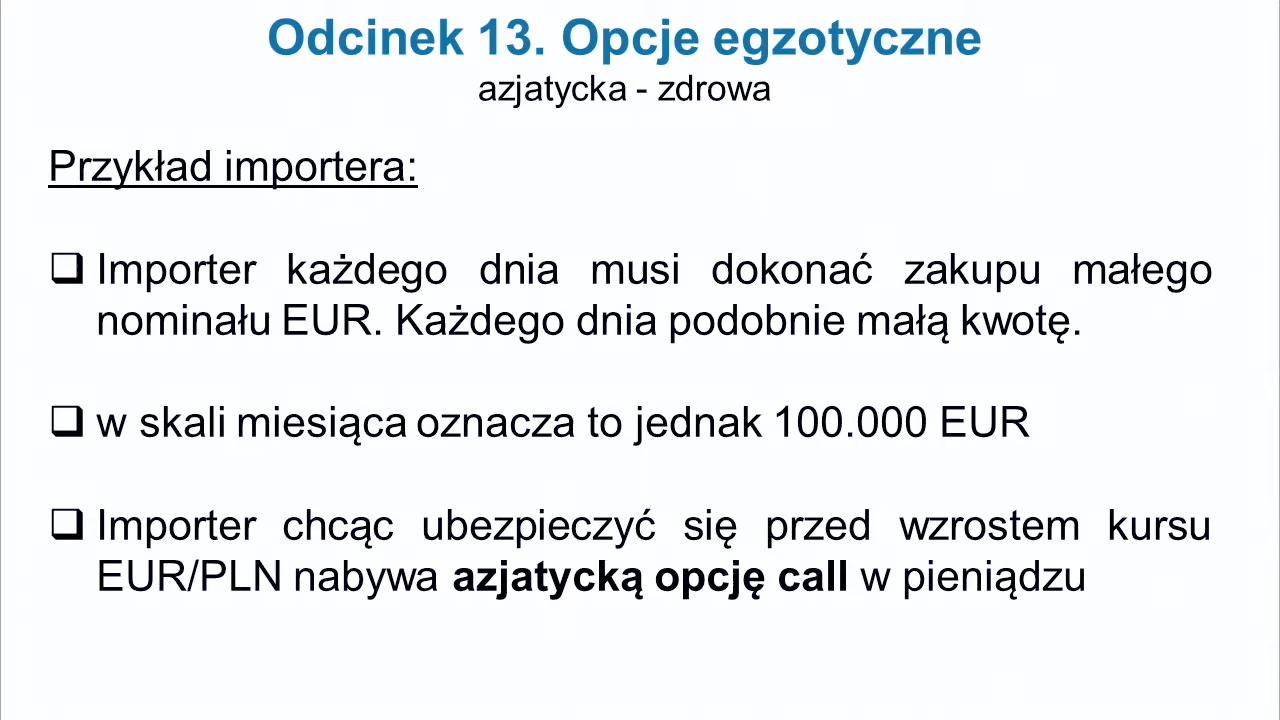 Odcinek 13. Opcje egzotyczne
azjatycka - zdrowa
Przykład importera:
❑ Importer każdego dnia musi dokonać zakupu małego
nominału EUR. Każdego dnia podobnie małą kwotę.
❑ w skali miesiąca oznacza to jednak 100.000 EUR
❑ Importer chcąc ubezpieczyć się przed wzrostem kursu
EUR/PLN nabywa azjatycką opcję call w pieniądzu